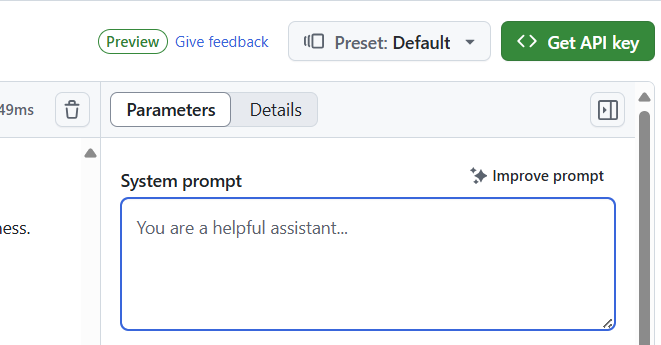 Preview Give feedback Preset: Default Get API key
49ms Parameters Details
System prompt Improve prompt
ness. You are a helpful assistant...